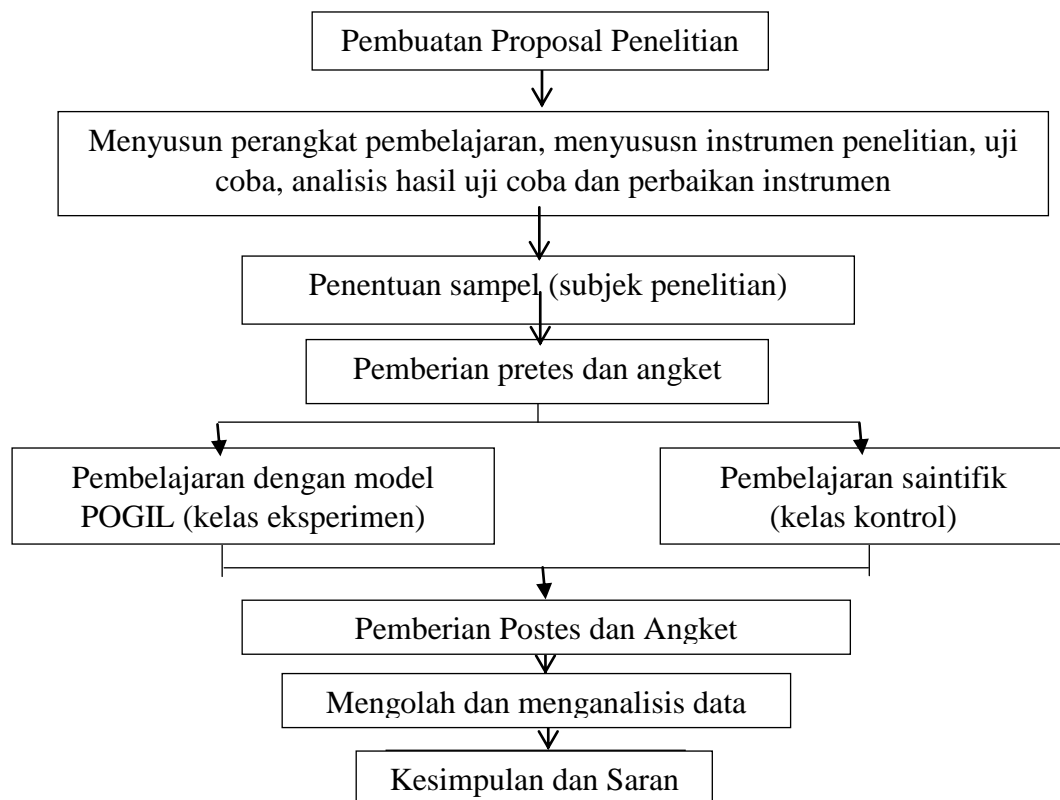 Pembuatan Proposal Penelitian
Menyusun perangkat pembelajaran, menyususn instrumen penelitian, uji
coba, analisis hasil uji coba dan perbaikan instrumen
Penentuan sampel (subjek penelitian)
Pemberian pretes dan angket
Pembelajaran dengan model
POGIL (kelas eksperimen)
Pembelajaran saintifik
(kelas kontrol)
Pemberian Postes dan Angket
Mengolah dan menganalisis data
Kesimpulan dan Saran